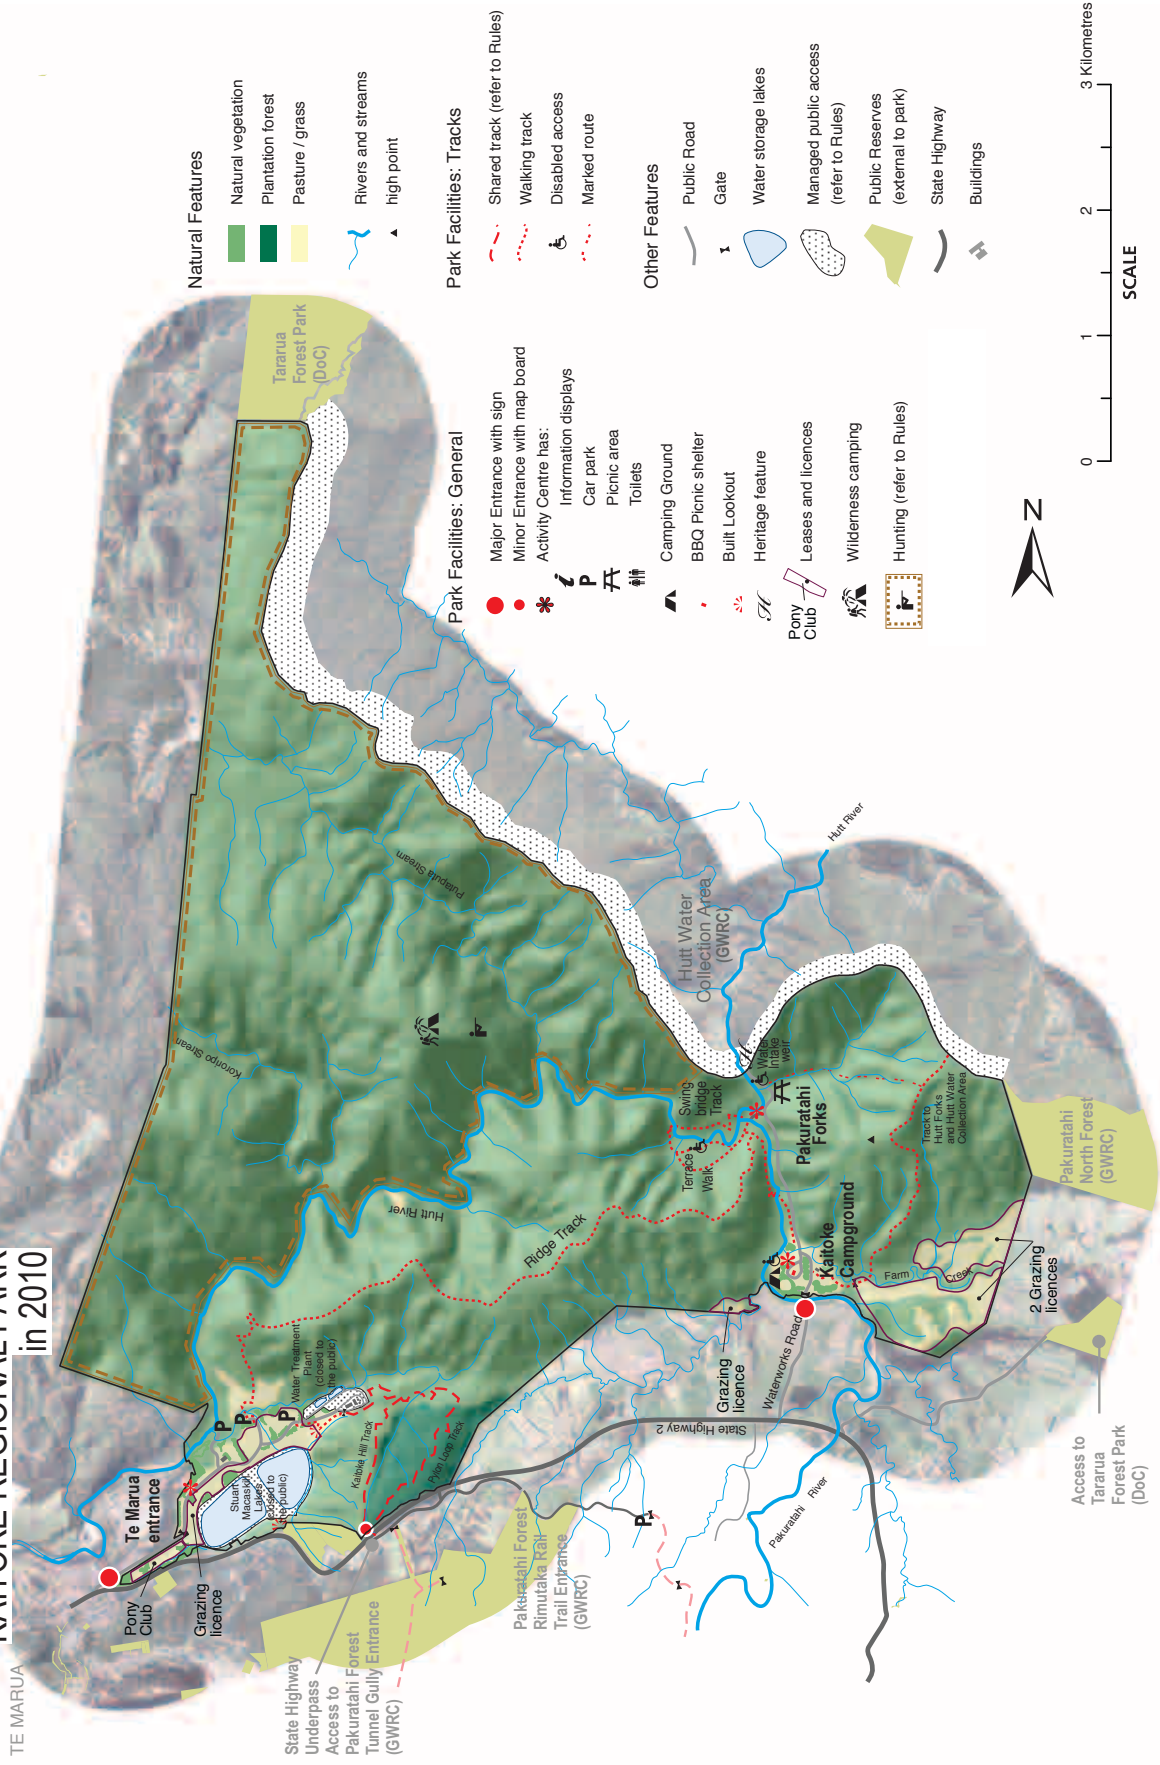 KAITOKE REGIONAL PARK
in 2010
TE MARUA
Natural Features
Natural vegetation
Plantation forest
Pasture / grass
Rivers and streams
high point
Park Facilities: Tracks
Shared track (refer to Rules)
Walking track
Disabled access
Marked route
Other Features
Public Road
Gate
Water storage lakes
Managed public access
(refer to Rules)
Public Reserves
(external to park)
State Highway
Buildings
Park Facilities: General
Major Entrance with sign
Minor Entrance with map board
Activity Centre has:
i Information displays
P Car park
Picnic area
Toilets
Camping Ground
BBQ Picnic shelter
Built Lookout
H Heritage feature
Pony
Club
Leases and licences
Wilderness camping
Hunting (refer to Rules)
0 1 2 3 Kilometres
SCALE
N
Tararua
Forest Park
(DoC)
Putaputa Stream
Kororipo Strean
Hutt River
Hutt Water
Collection Area
(GWRC)
Hutt River
Ridge Track
Swing
bridge
Track
Terrace
Walk
H
Water
Intake
weir
Pakuratahi
Forks
Track to
Hutt Forks
and Hutt Water
Collection Area
Pakuratahi
North Forest
(GWRC)
Kaitoke
Campground
Farm
Creek
2 Grazing
licences
Grazing
licence
Waterworks Road
State Highway 2
Pakuratahi River
Access to
Tararua
Forest Park
(DoC)
Water Treatment
Plant
(closed to
the public)
P
P
P
Kaitoke Hill Track
Pylon Loop Track
Stuart
Macaskill
Lakes
(closed to
the public)
Te Marua
entrance
Pony
Club
Grazing
licence
State Highway
Underpass
Access to
Pakuratahi Forest
Tunnel Gully Entrance
(GWRC)
Pakuratahi Forest
Rimutaka Rail
Trail Entrance
(GWRC)
P